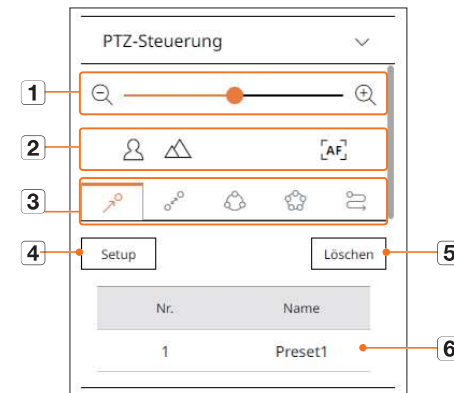 PTZ-Steuerung
1
2
AF
3
4 Setup Löschen 5
Nr. Name
1 Preset1 6